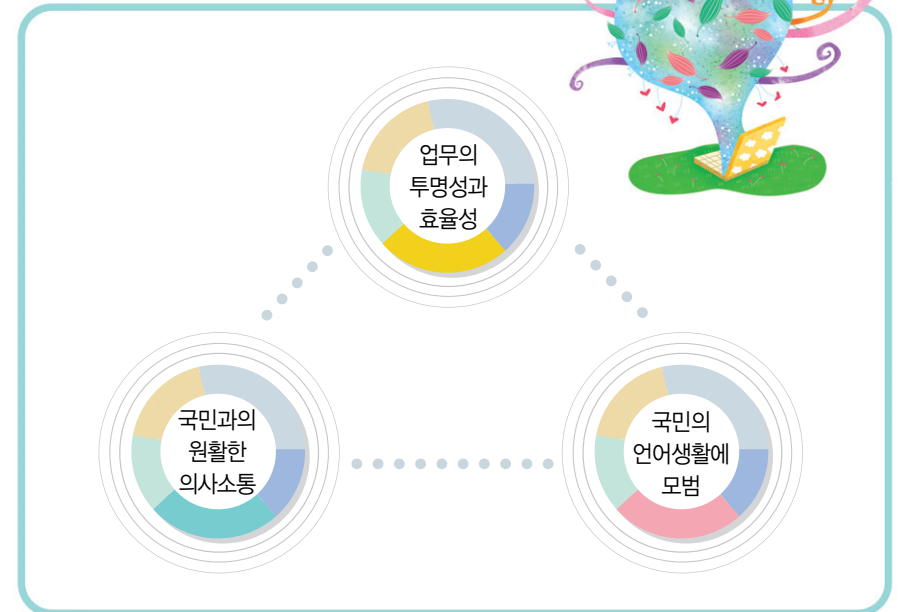 업무의
투명성과
효율성
국민과의
원활한
의사소통
국민의
언어생활에
모범